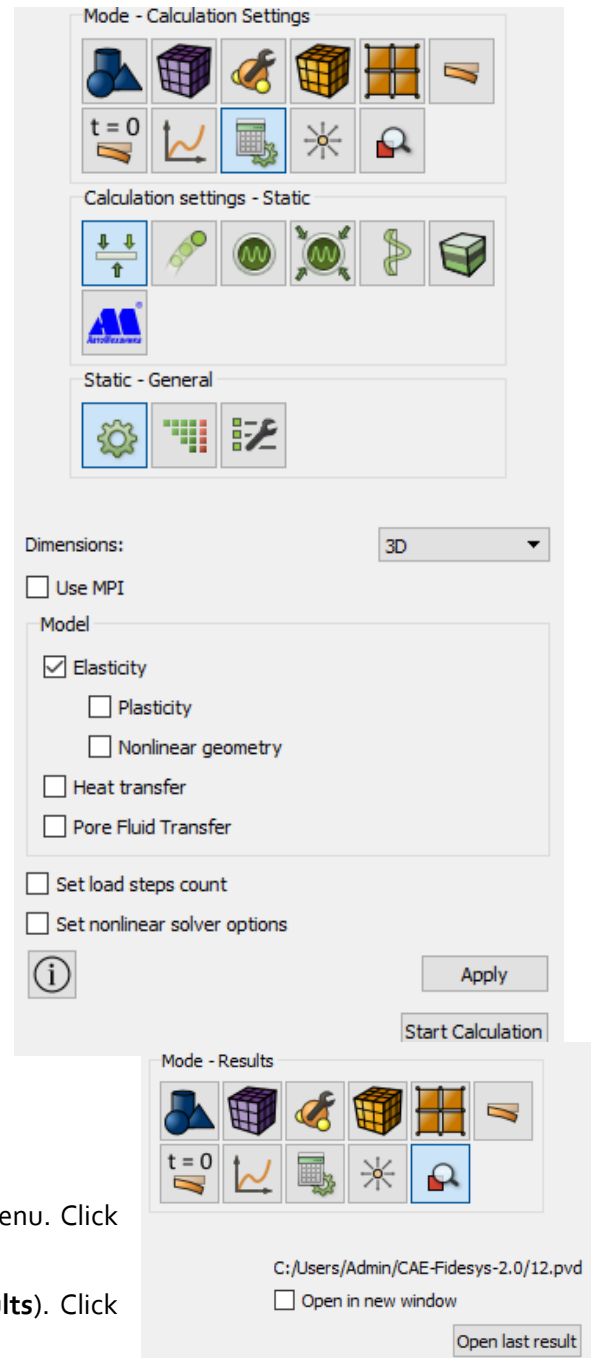 Mode - Calculation Settings
t = 0
Calculation settings - Static
АвтоМеханика
Static - General
Dimensions:
3D
Use MPI
Model
Elasticity
Plasticity
Nonlinear geometry
Heat transfer
Pore Fluid Transfer
Set load steps count
Set nonlinear solver options
Apply
Start Calculation
Mode - Results
t = 0
enu. Click
C:/Users/Admin/CAE-Fidesys-2.0/12.pvd
Open in new window
lts). Click
Open last result